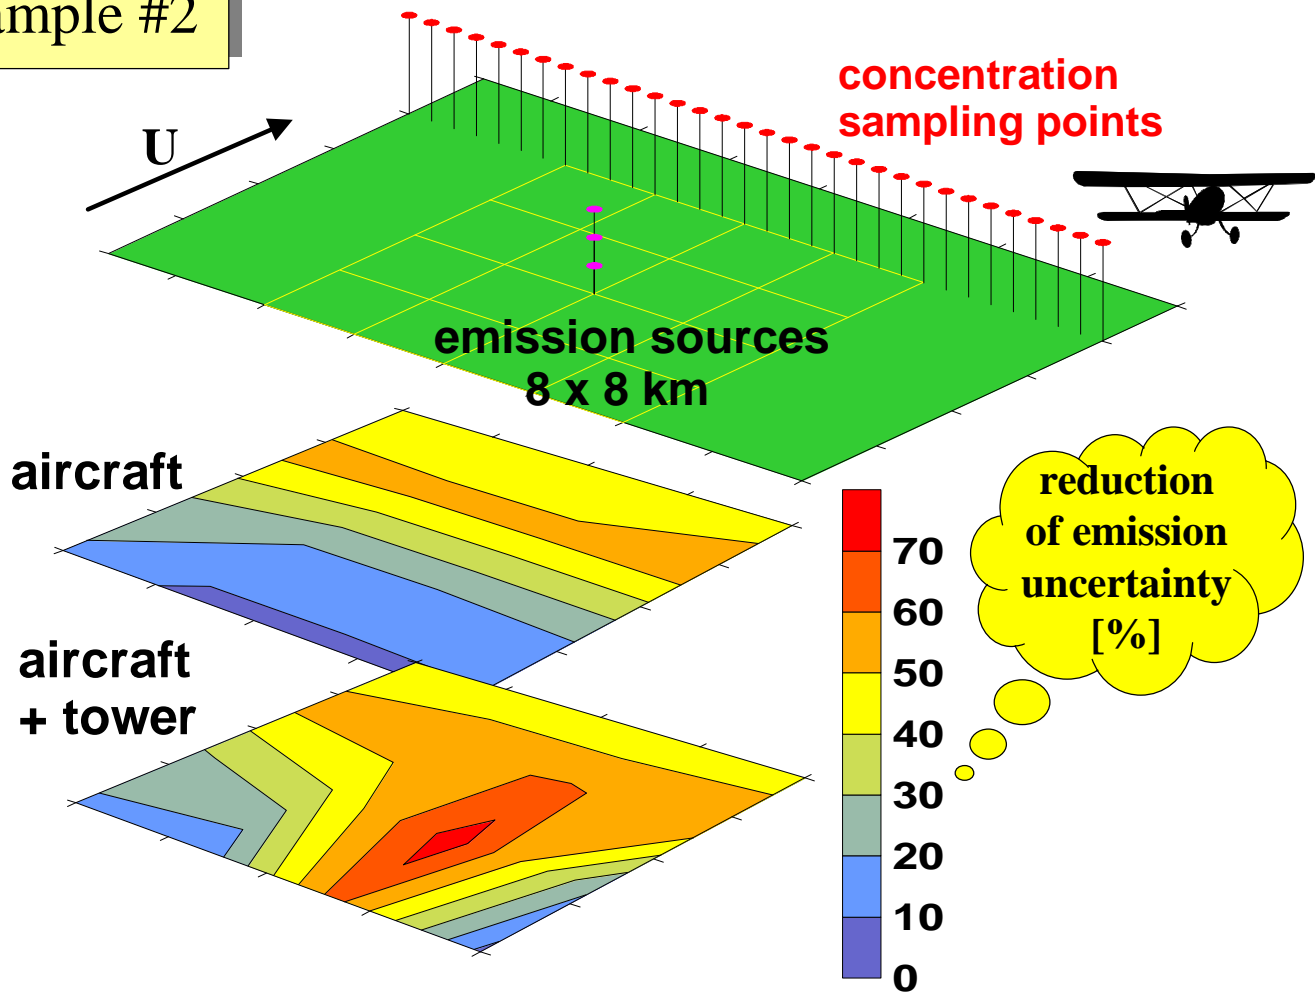 ample #2
concentration
sampling points
U
emission sources
8 x 8 km
aircraft
reduction
of emission
uncertainty
[%]
aircraft
+ tower
70
60
50
40
30
20
10
0